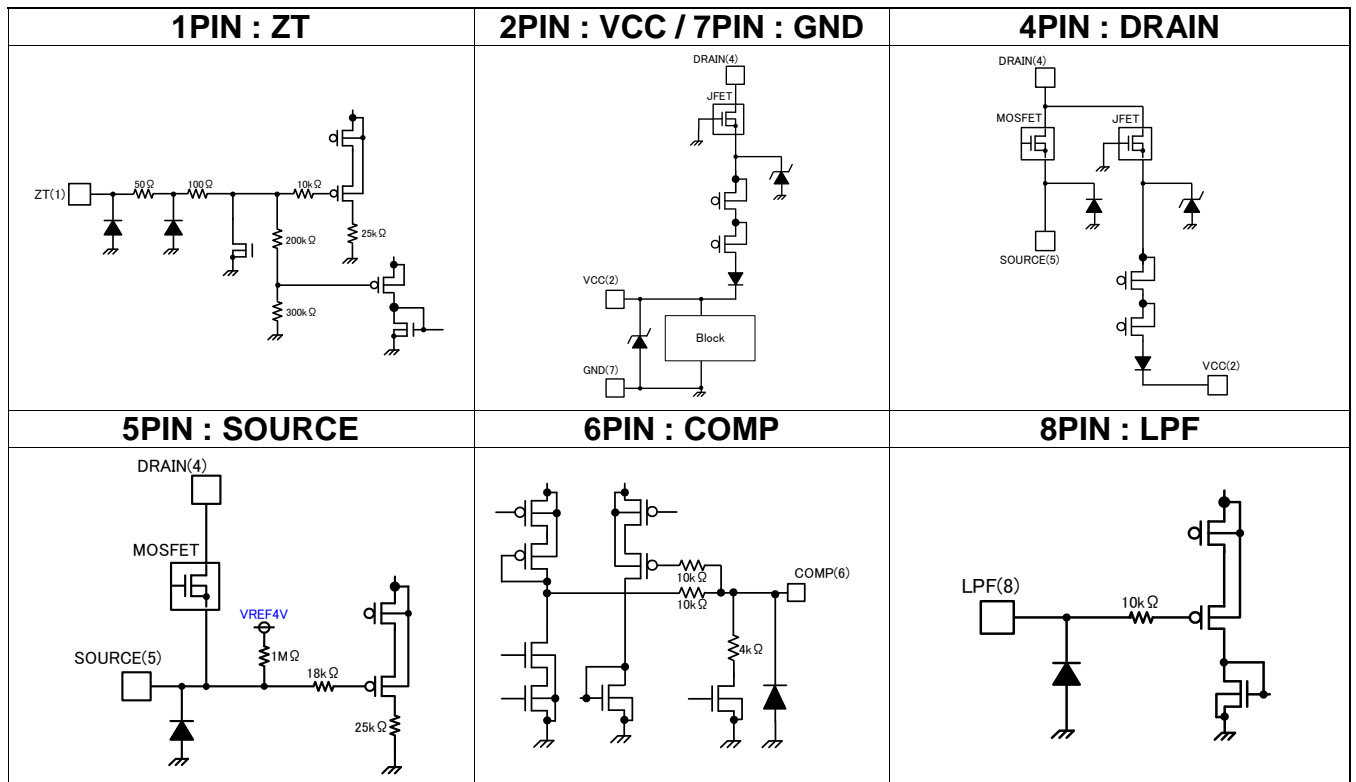 1PIN : ZT
2PIN : VCC / 7PIN : GND
4PIN : DRAIN
ZT(1)
50Ω
100Ω
10kΩ
200kΩ
25kΩ
300kΩ
DRAIN(4)
JFET
VCC(2)
Block
GND(7)
DRAIN(4)
MOSFET
JFET
SOURCE(5)
VCC(2)
5PIN : SOURCE
6PIN : COMP
8PIN : LPF
DRAIN(4)
MOSFET
VREF4V
1MΩ
SOURCE(5)
18kΩ
25kΩ
10kΩ
COMP(6)
10kΩ
4kΩ
LPF(8)
10kΩ